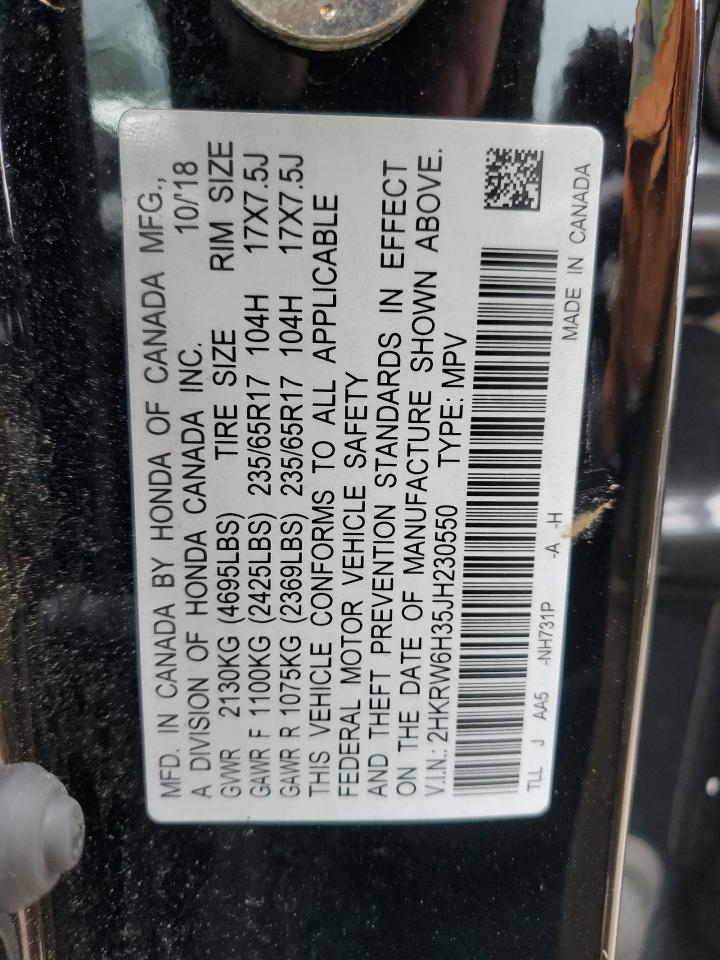 MFD. IN CANADA BY HONDA OF CANADA MFG.,
A DIVISION OF HONDA CANADA INC. 10/18
GVWR 2130KG (4695LBS) TIRE SIZE RIM SIZE
GAWR F 1100KG (2425LBS) 235/65R17 104H 17X7.5J
GAWR R 1075KG (2369LBS) 235/65R17 104H 17X7.5J
THIS VEHICLE CONFORMS TO ALL APPLICABLE
FEDERAL MOTOR VEHICLE SAFETY
AND THEFT PREVENTION STANDARDS IN EFFECT
ON THE DATE OF MANUFACTURE SHOWN ABOVE.
V.I.N.: 2HKRW6H35JH230550 TYPE: MPV
TLL J AA5 -NH731P -A -H
MADE IN CANADA